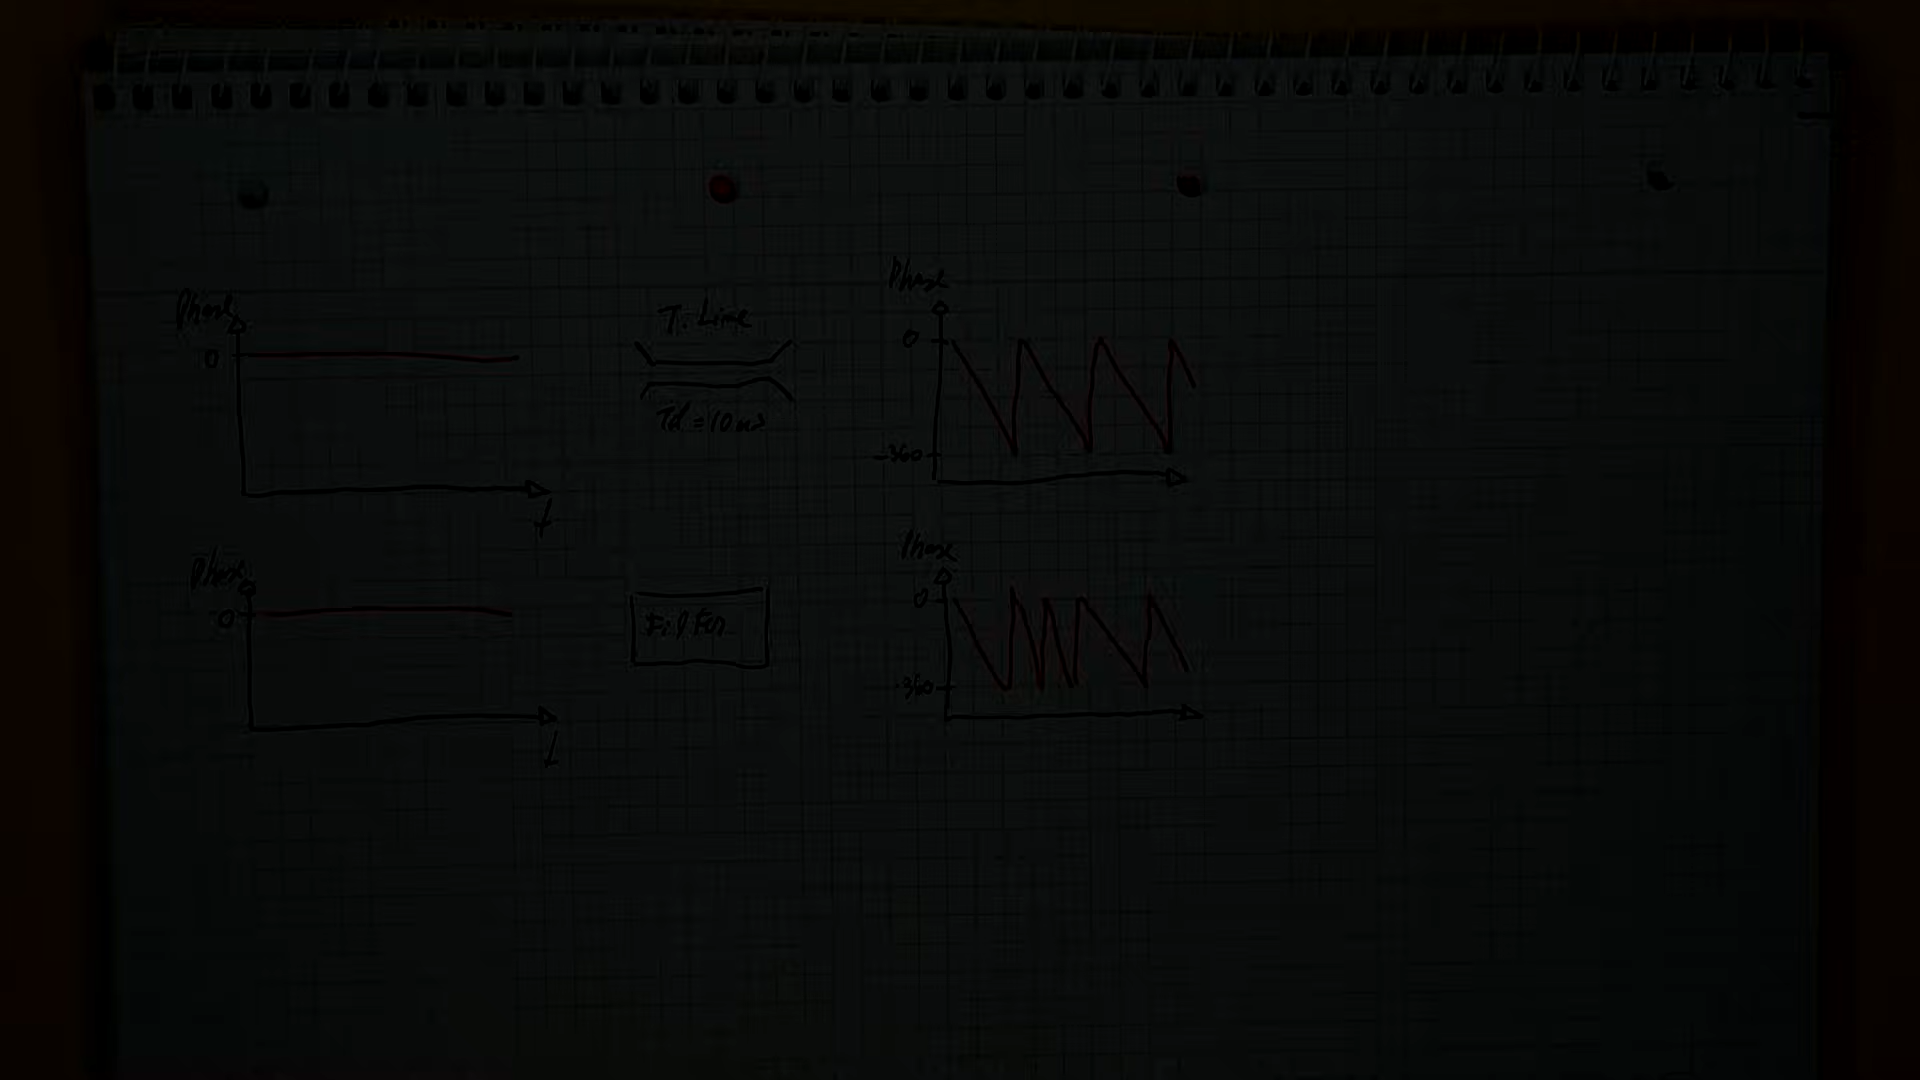 Phase
0
f
T. Line
Td = 10ns
Phase
0
-360
Phase
0
f
Filter
Phase
0
-360